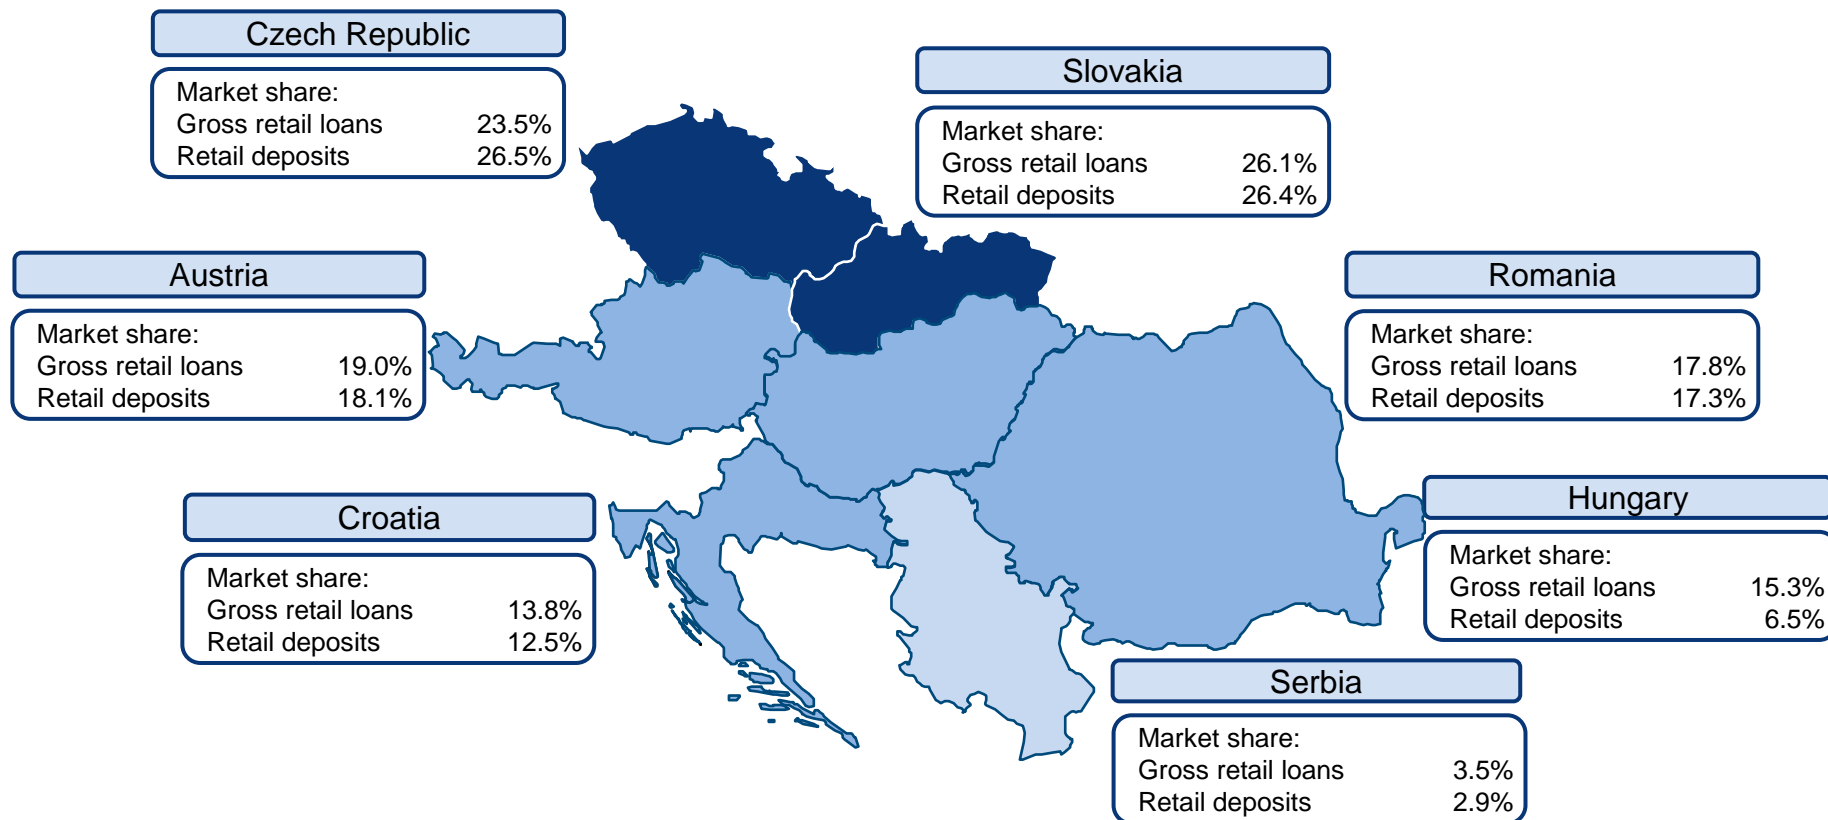 Czech Republic
Market share:
Gross retail loans 23.5%
Retail deposits 26.5%
Slovakia
Market share:
Gross retail loans 26.1%
Retail deposits 26.4%
Austria
Market share:
Gross retail loans 19.0%
Retail deposits 18.1%
Romania
Market share:
Gross retail loans 17.8%
Retail deposits 17.3%
Croatia
Market share:
Gross retail loans 13.8%
Retail deposits 12.5%
Hungary
Market share:
Gross retail loans 15.3%
Retail deposits 6.5%
Serbia
Market share:
Gross retail loans 3.5%
Retail deposits 2.9%